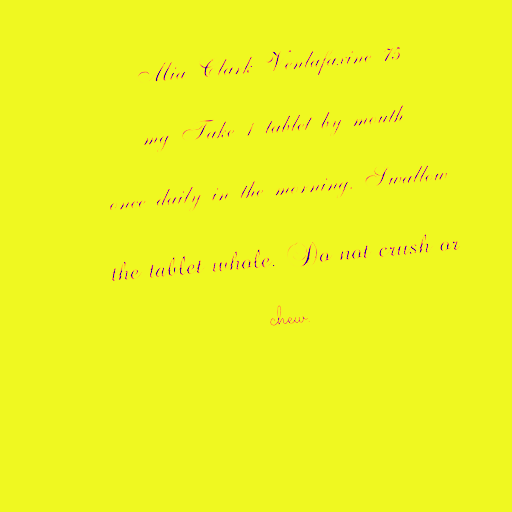 Mia Clark Venlafaxine 75
mg Take 1 tablet by mouth
once daily in the morning. Swallow
the tablet whole. Do not crush or
chew.